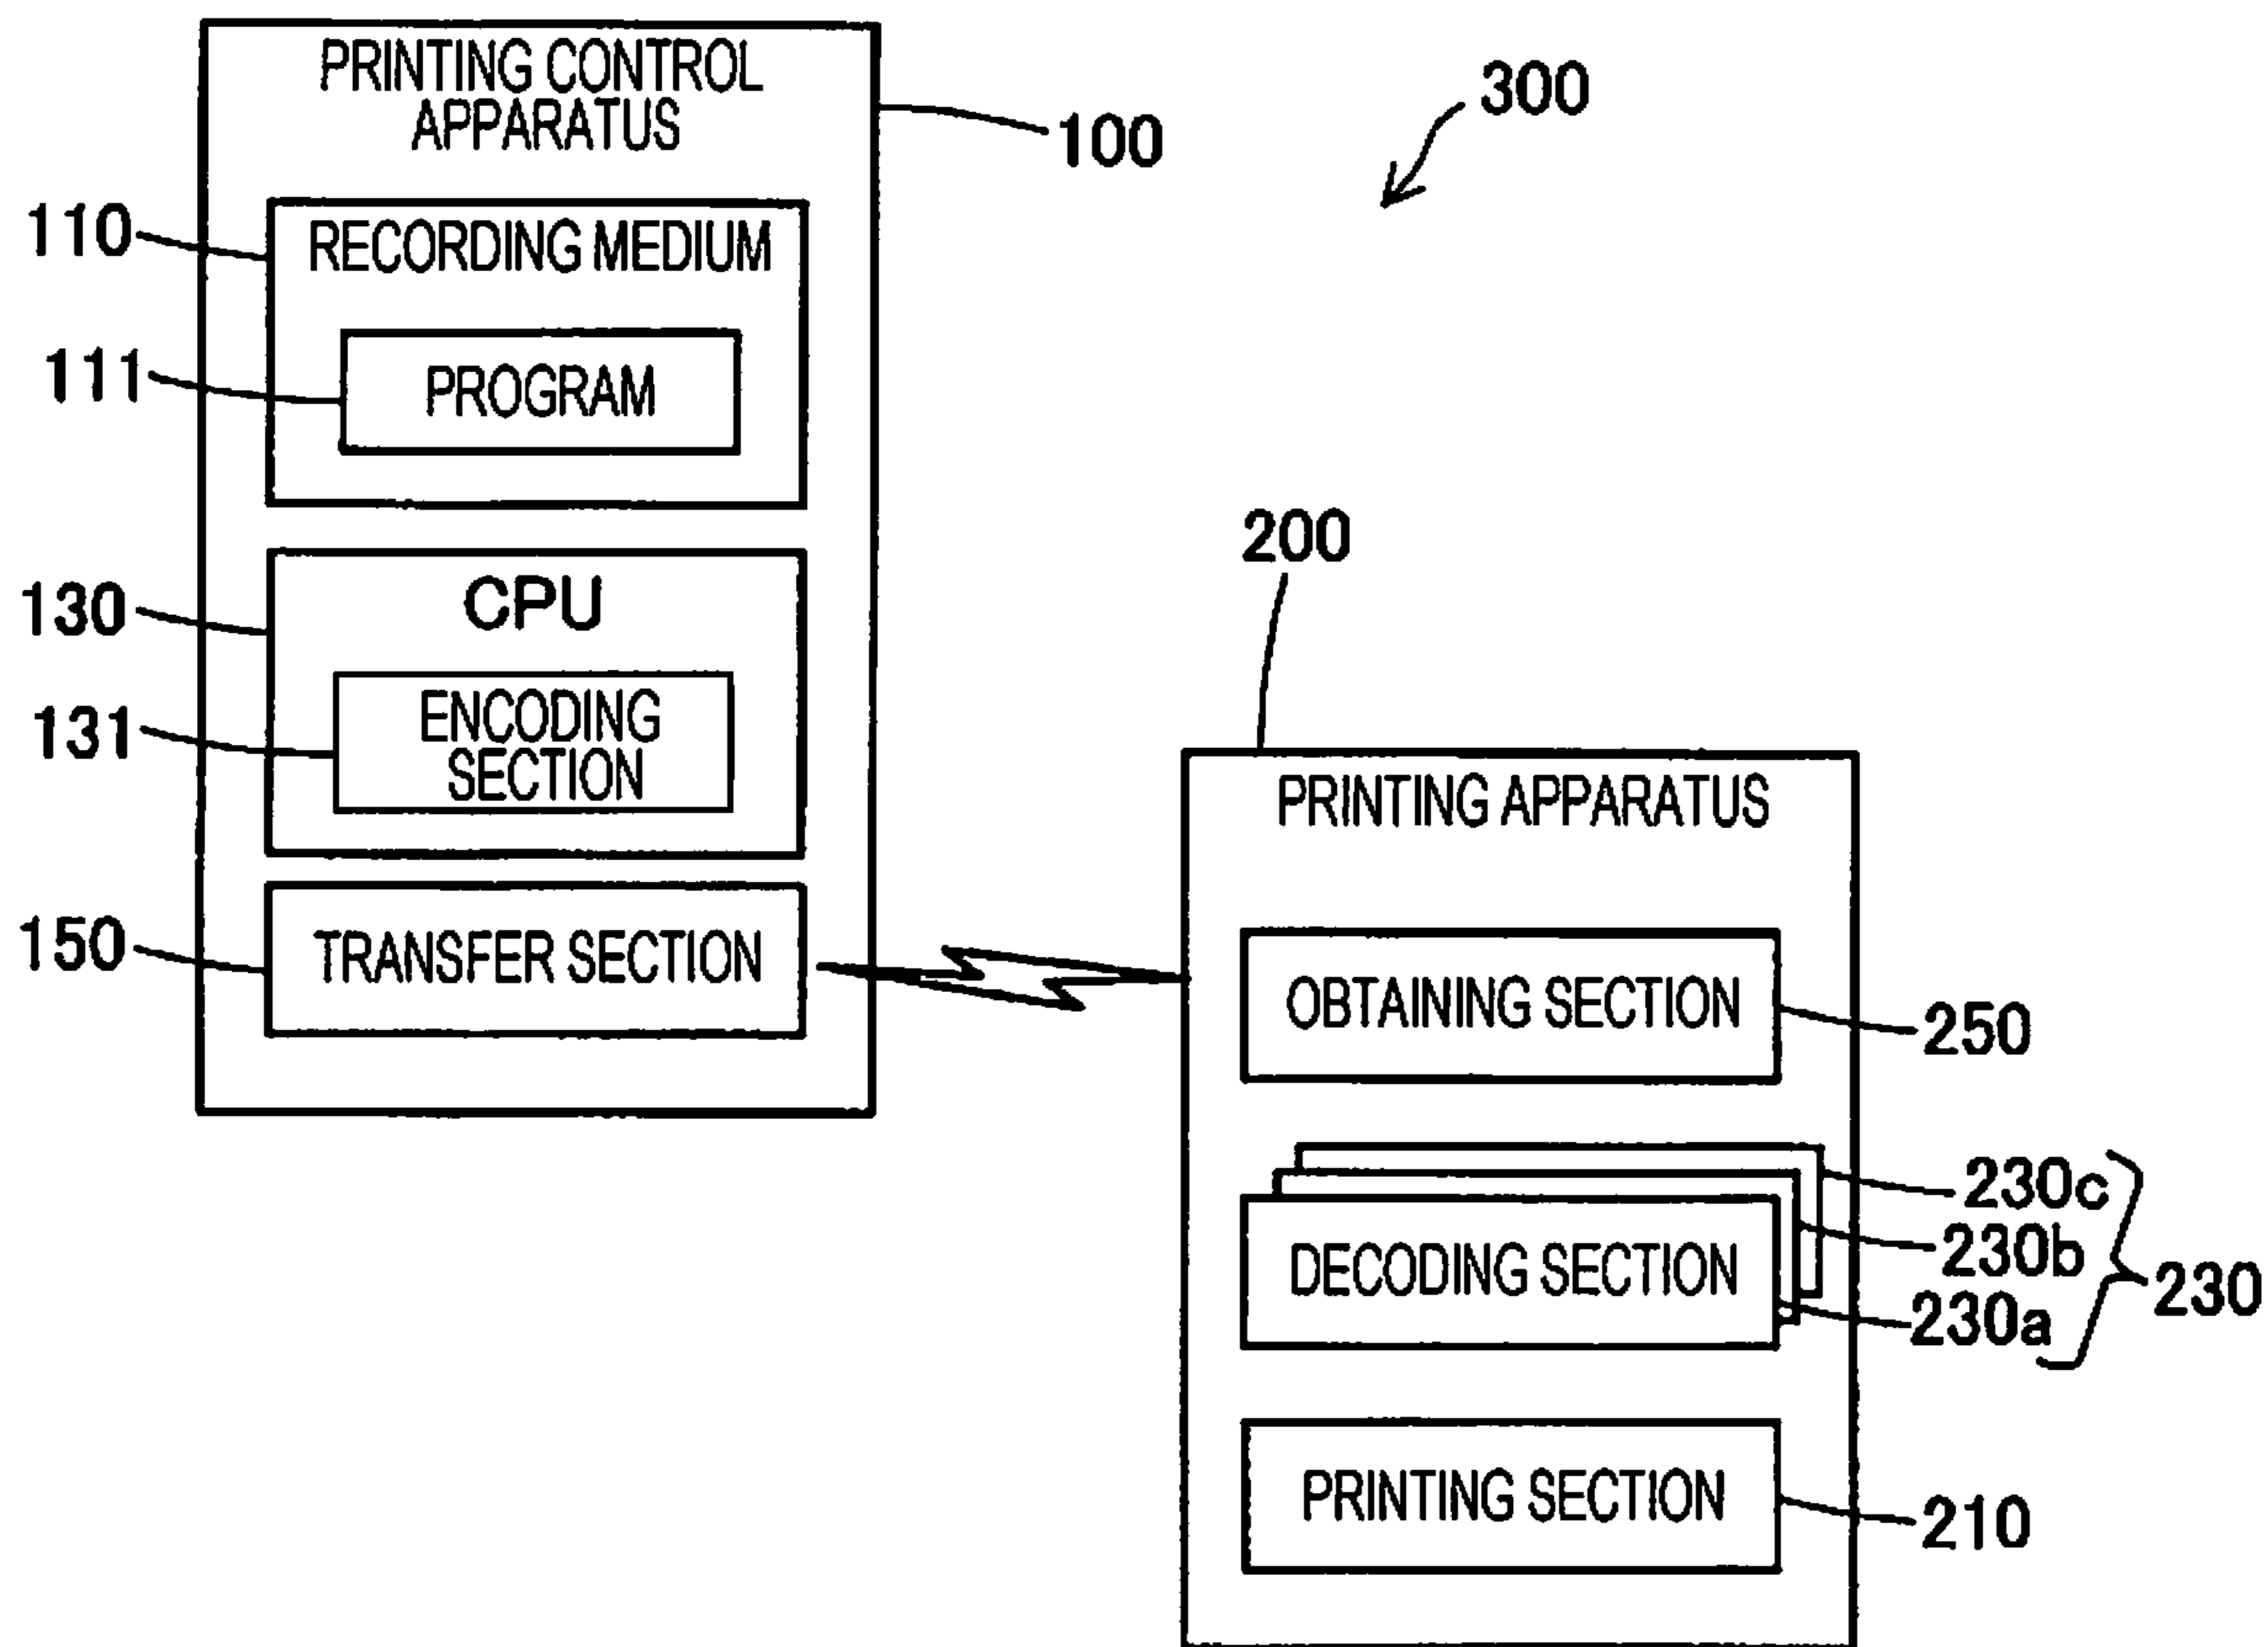 PRINTING CONTROL
APPARATUS
100
300
110
RECORDING MEDIUM
111
PROGRAM
130
CPU
131
ENCODING
SECTION
150
TRANSFER SECTION
200
PRINTING APPARATUS
OBTAINING SECTION
250
230c
230b
230a
230
DECODING SECTION
PRINTING SECTION
210